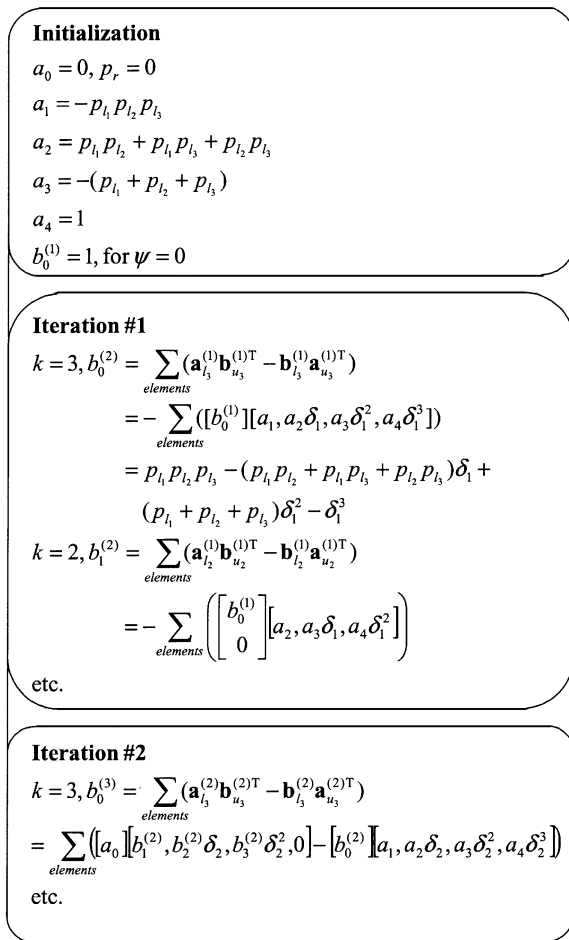 Initialization
a_0 = 0, p_r = 0
a_1 = −p_{l_1} p_{l_2} p_{l_3}
a_2 = p_{l_1} p_{l_2} + p_{l_1} p_{l_3} + p_{l_2} p_{l_3}
a_3 = −(p_{l_1} + p_{l_2} + p_{l_3})
a_4 = 1
b_0^{(1)} = 1, for ψ = 0
Iteration #1
k = 3, b_0^{(2)} = ∑_{elements} (a_{l_3}^{(1)} b_{u_3}^{(1)T} − b_{l_3}^{(1)} a_{u_3}^{(1)T})
= − ∑_{elements} ([b_0^{(1)}][a_1, a_2 δ_1, a_3 δ_1^2, a_4 δ_1^3])
= p_{l_1} p_{l_2} p_{l_3} − (p_{l_1} p_{l_2} + p_{l_1} p_{l_3} + p_{l_2} p_{l_3})δ_1 +
(p_{l_1} + p_{l_2} + p_{l_3})δ_1^2 − δ_1^3
k = 2, b_1^{(2)} = ∑_{elements} (a_{l_2}^{(1)} b_{u_2}^{(1)T} − b_{l_2}^{(1)} a_{u_2}^{(1)T})
= − ∑_{elements} ([b_0^{(1)} 0][a_2, a_3 δ_1, a_4 δ_1^2])
etc.
Iteration #2
k = 3, b_0^{(3)} = ∑_{elements} (a_{l_3}^{(2)} b_{u_3}^{(2)T} − b_{l_3}^{(2)} a_{u_3}^{(2)T})
= ∑_{elements} ([a_0][b_1^{(2)}, b_2^{(2)} δ_2, b_3^{(2)} δ_2^2, 0] − [b_0^{(2)}][a_1, a_2 δ_2, a_3 δ_2^2, a_4 δ_2^3])
etc.